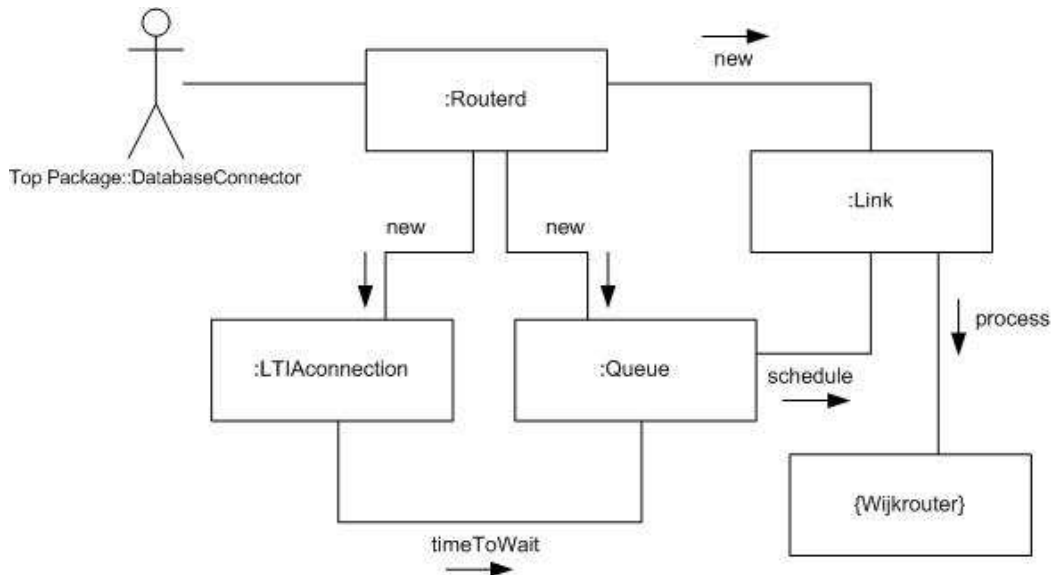 new
:Routerd
Top Package::DatabaseConnector
:Link
new
new
process
:LTIAconnection
:Queue
schedule
{Wijkrouter}
timeToWait